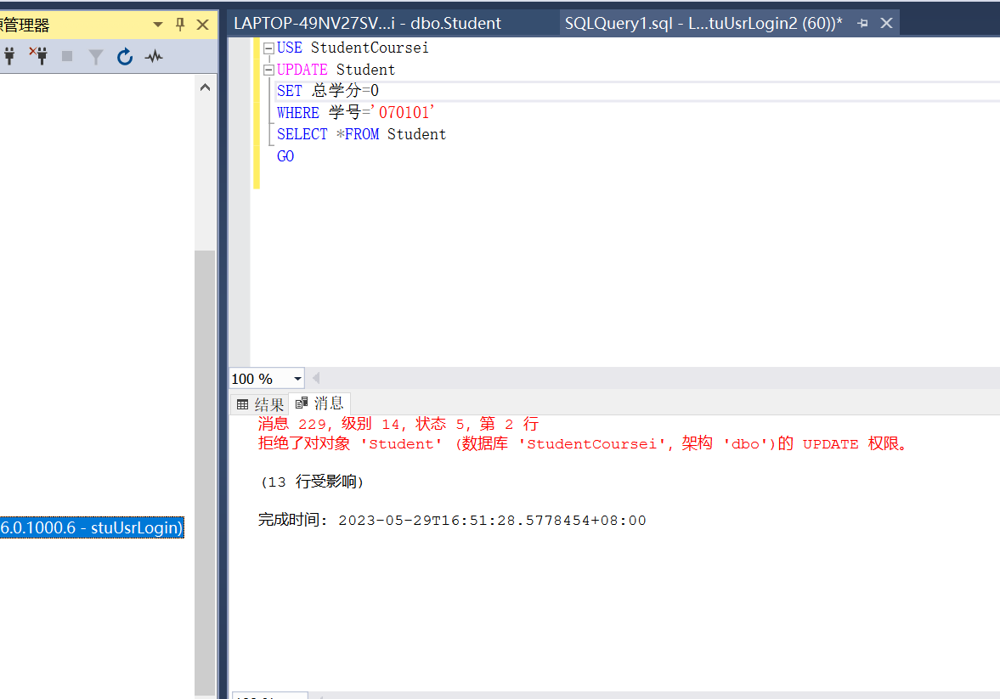 管理器
LAPTOP-49NV27SV...i - dbo.Student
SQLQuery1.sql - L...tuUsrLogin2 (60))*
USE StudentCoursei
UPDATE Student
SET 总学分=0
WHERE 学号='070101'
SELECT *FROM Student
GO
100 %
结果
消息
消息 229, 级别 14, 状态 5, 第 2 行
拒绝了对对象 'Student' (数据库 'StudentCoursei', 架构 'dbo')的 UPDATE 权限。
(13 行受影响)
完成时间: 2023-05-29T16:51:28.5778454+08:00
6.0.1000.6 - stuUsrLogin)